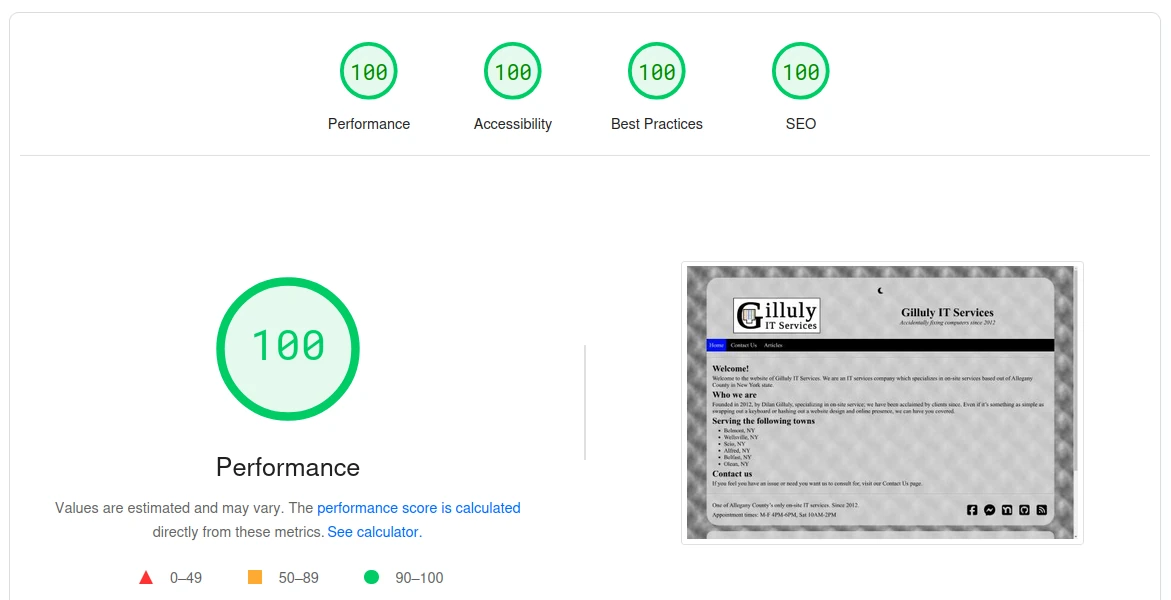 100 100 100 100
Performance Accessibility Best Practices SEO
100
Performance
Values are estimated and may vary. The performance score is calculated
directly from these metrics. See calculator.
0–49 50–89 90–100
Gilluly
IT Services
Gilluly IT Services
Accidentally fixing computers since 2012
Home Contact Us Articles
Welcome!
Welcome to the website of Gilluly IT Services. We are an IT services company which specializes in on-site services based out of Allegany
County in New York state.
Who we are
Founded in 2012, by Dilan Gilluly, specializing in on site service; we have been acclaimed by clients since. Even if it's something as simple as
swapping out a keyboard or hashing out a website design and online presence, we can have you covered.
Serving the following towns
Belmont, NY
Wellsville, NY
Scio, NY
Alfred, NY
Belfast, NY
Olean, NY
Contact us
If you feel you have an issue or need you want us to consult for, visit our Contact Us page.
One of Allegany County's only on-site IT services. Since 2012.
Appointment times: M-F 4PM-6PM, Sat 10AM-2PM.